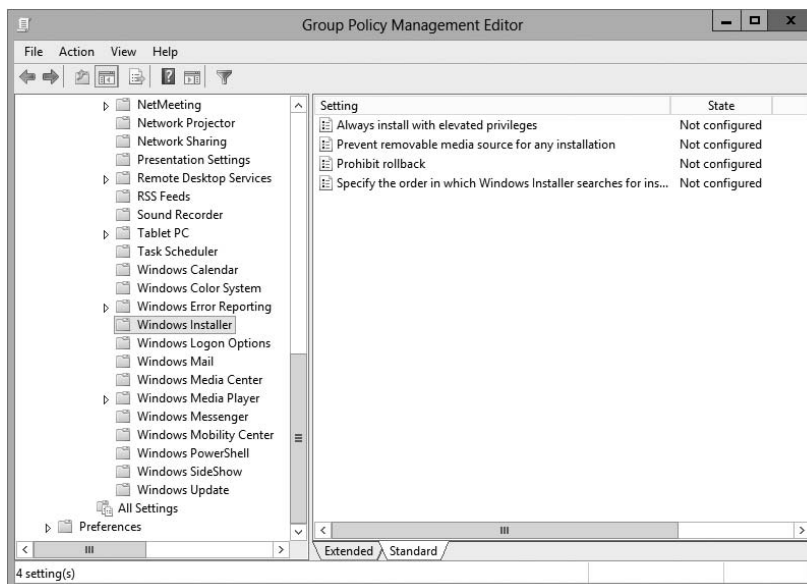 Group Policy Management Editor
File Action View Help
NetMeeting
Network Projector
Network Sharing
Presentation Settings
Remote Desktop Services
RSS Feeds
Sound Recorder
Tablet PC
Task Scheduler
Windows Calendar
Windows Color System
Windows Error Reporting
Windows Installer
Windows Logon Options
Windows Mail
Windows Media Center
Windows Media Player
Windows Messenger
Windows Mobility Center
Windows PowerShell
Windows SideShow
Windows Update
All Settings
Preferences
Setting State
Always install with elevated privileges Not configured
Prevent removable media source for any installation Not configured
Prohibit rollback Not configured
Specify the order in which Windows Installer searches for ins... Not configured
Extended Standard
4 setting(s)